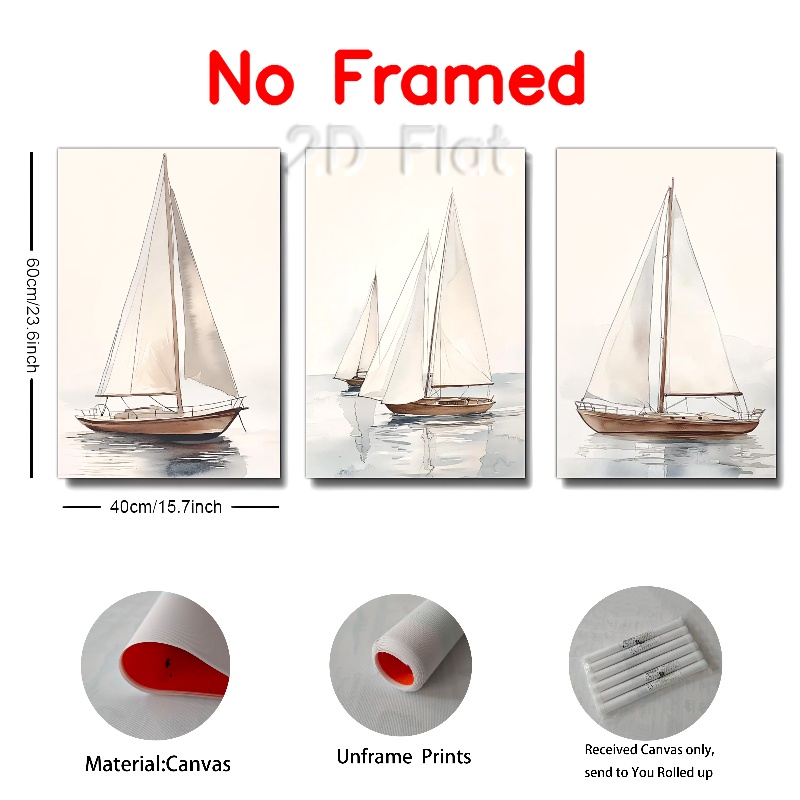 No Framed
2D Flat
60cm/23.6inch
40cm/15.7inch
Material:Canvas
Unframe Prints
Received Canvas only,
send to You Rolled up